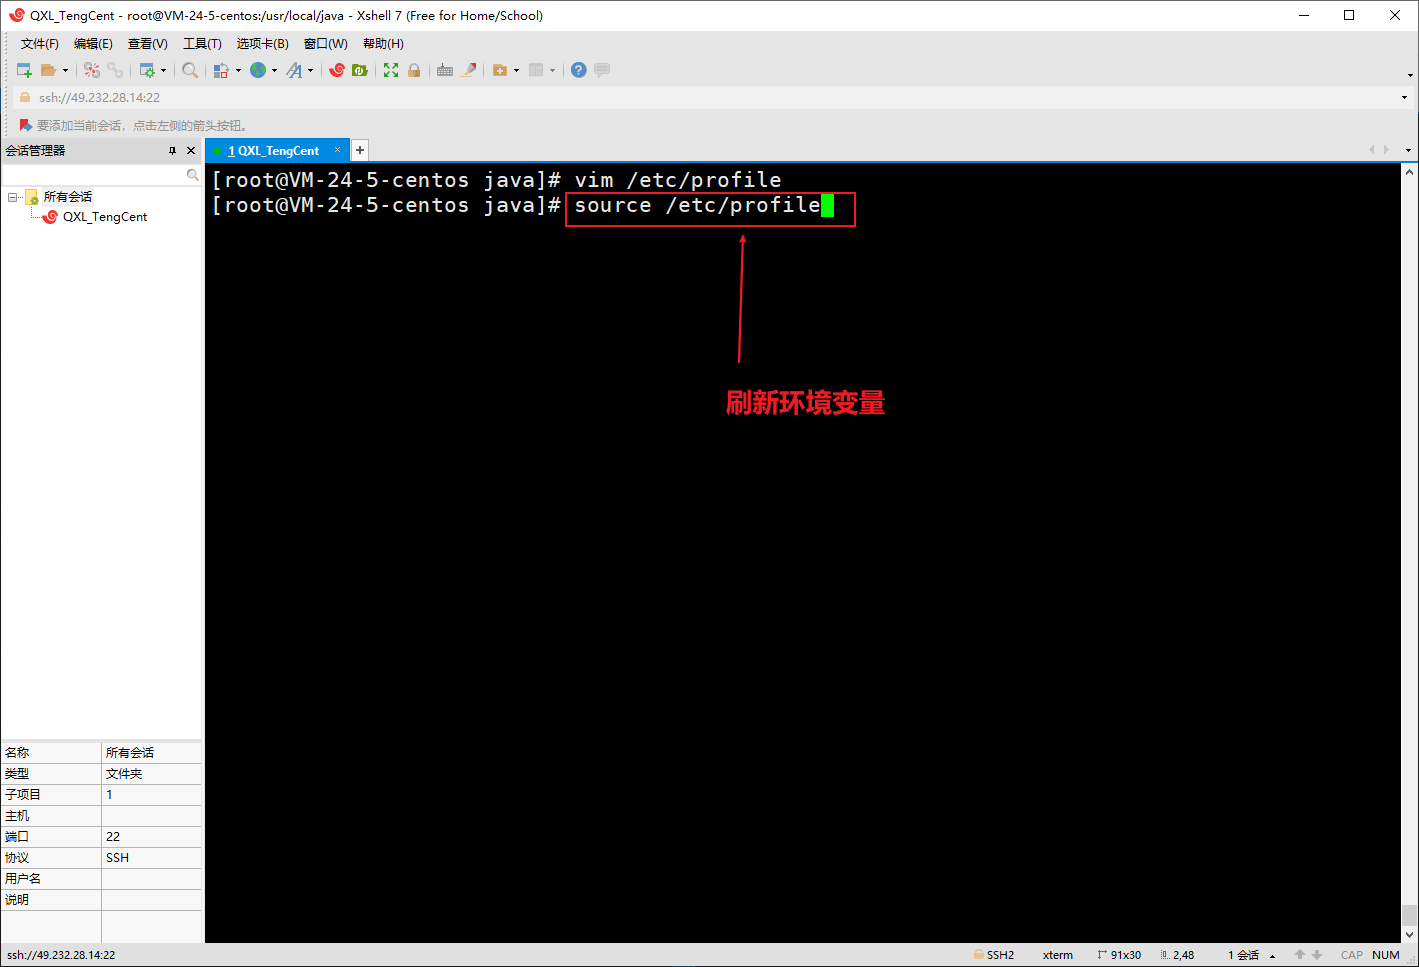 QXL_TengCent - root@VM-24-5-centos:/usr/local/java - Xshell 7 (Free for Home/School)
文件(F) 编辑(E) 查看(V) 工具(T) 选项卡(B) 窗口(W) 帮助(H)
ssh://49.232.28.14:22
要添加当前会话，点击左侧的箭头按钮。
会话管理器
1 QXL_TengCent
所有会话
QXL_TengCent
[root@VM-24-5-centos java]# vim /etc/profile
[root@VM-24-5-centos java]# source /etc/profile
刷新环境变量
名称 所有会话
类型 文件夹
子项目 1
主机
端口 22
协议 SSH
用户名
说明
ssh://49.232.28.14:22 SSH2 xterm 91x30 2,48 1 会话 CAP NUM